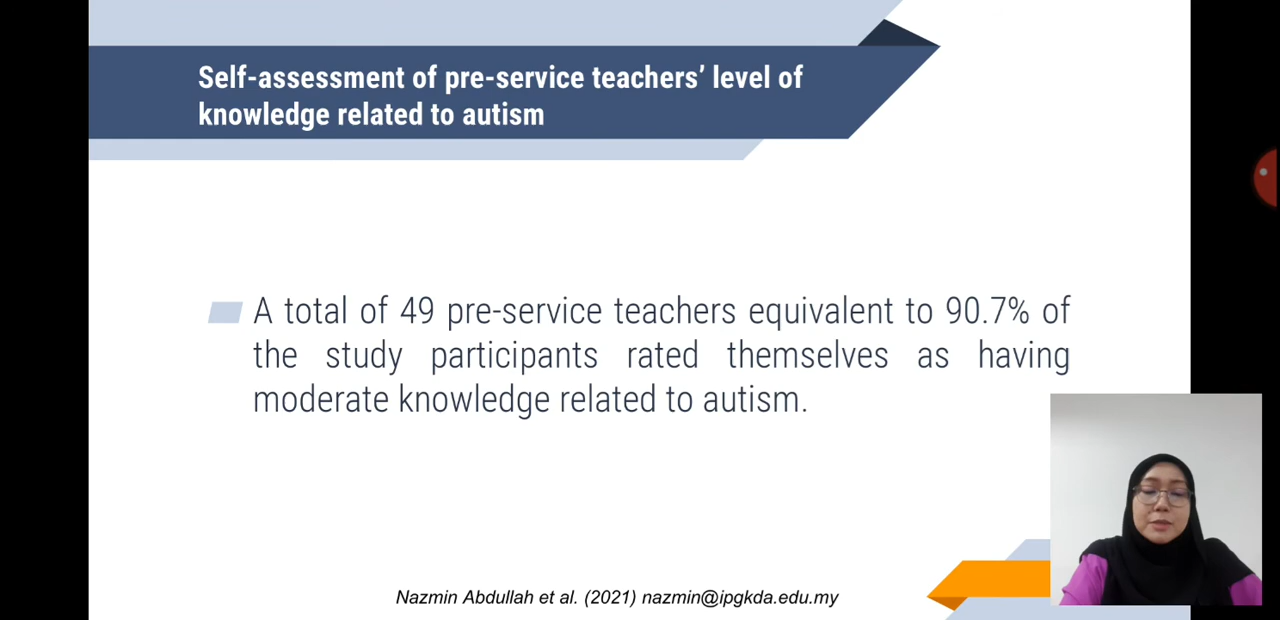 Self-assessment of pre-service teachers’ level of
knowledge related to autism
A total of 49 pre-service teachers equivalent to 90.7% of
the study participants rated themselves as having
moderate knowledge related to autism.
Nazmin Abdullah et al. (2021) nazmin@ipgkda.edu.my